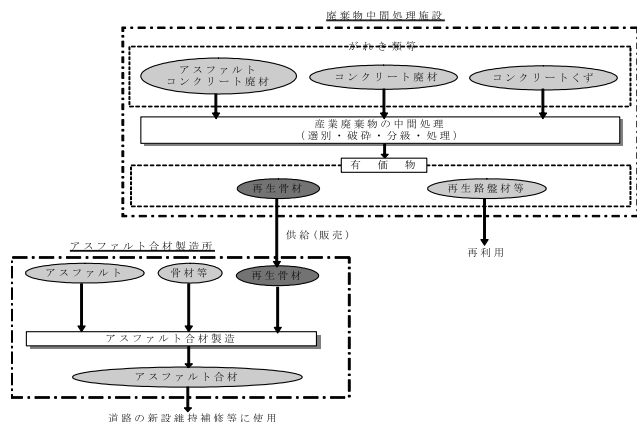 廃棄物中間処理施設
がれき類等
アスファルト
コンクリート廃材
コンクリート廃材
コンクリートくず
産業廃棄物の中間処理
(選別・破砕・分級・処理)
有価物
再生骨材
再生路盤材等
供給(販売)
再利用
アスファルト合材製造所
アスファルト
骨材等
再生骨材
アスファルト合材製造
アスファルト合材
道路の新設維持補修等に使用